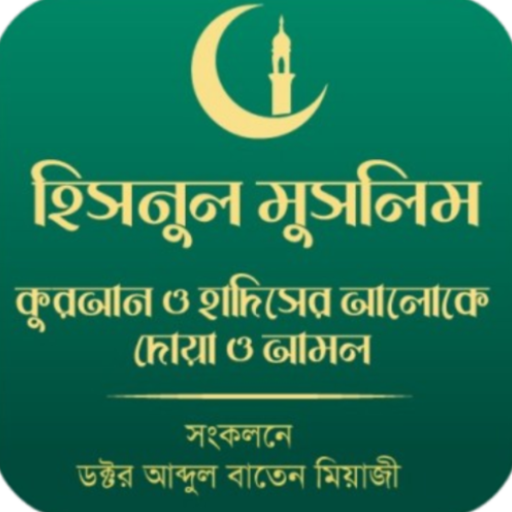 হিসনুল মুসলিম
কুরআন ও হাদিসের আলোকে
দোয়া ও আমল
সংকলনে
ডক্টর আব্দুল বাতেন মিয়াজী